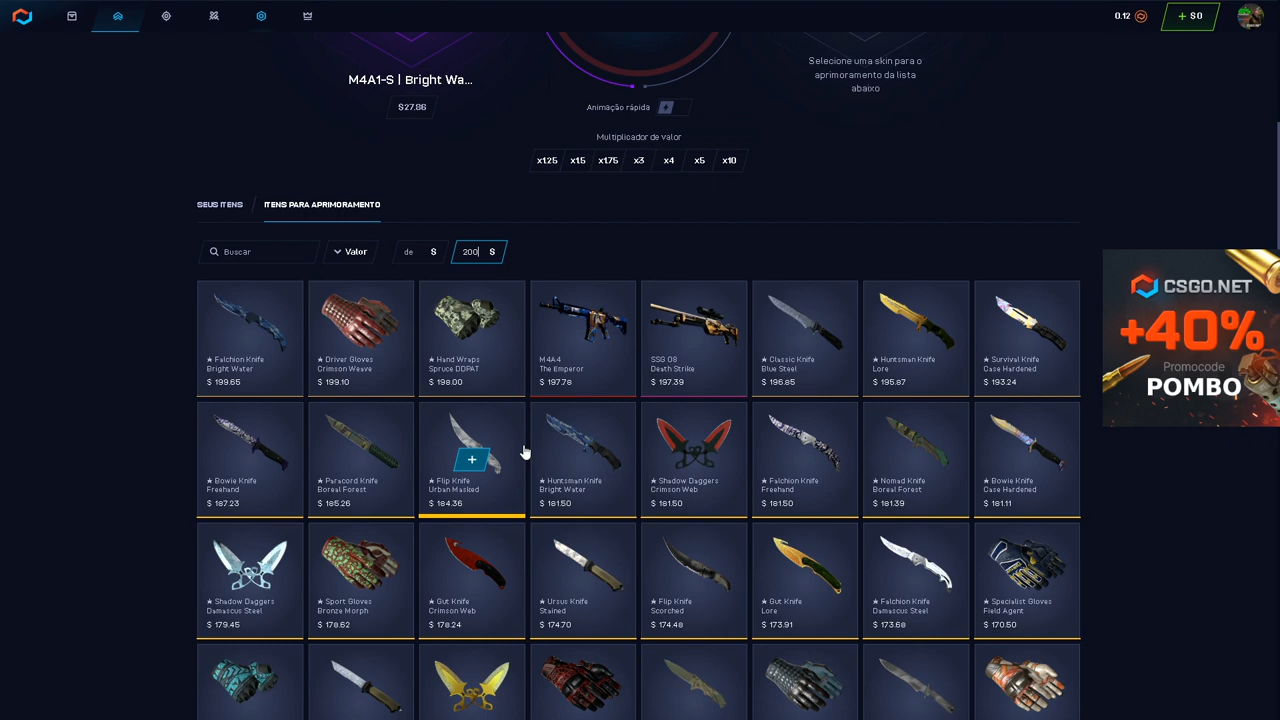 0.12
+ $0
M4A1-S | Bright Wa...
$27.86
Selecione uma skin para o
aprimoramento da lista
abaixo
Animação rápida
Multiplicador de valor
x1.25 x1.5 x1.75 x3 x4 x5 x10
SEUS ITENS / ITENS PARA APRIMORAMENTO
Buscar Valor de $ 200 $
★ Falchion Knife
Bright Water
$ 199.65
★ Driver Gloves
Crimson Weave
$ 199.10
★ Hand Wraps
Spruce DDPAT
$ 198.00
M4A4
The Emperor
$ 197.78
SSG 08
Death Strike
$ 197.39
★ Classic Knife
Blue Steel
$ 196.85
★ Huntsman Knife
Lore
$ 195.87
★ Survival Knife
Case Hardened
$ 193.24
★ Bowie Knife
Freehand
$ 187.23
★ Paracord Knife
Boreal Forest
$ 185.26
+
★ Flip Knife
Urban Masked
$ 184.36
★ Huntsman Knife
Bright Water
$ 181.50
★ Shadow Daggers
Crimson Web
$ 181.50
★ Falchion Knife
Freehand
$ 181.50
★ Nomad Knife
Boreal Forest
$ 181.39
★ Bowie Knife
Case Hardened
$ 181.11
★ Shadow Daggers
Damascus Steel
$ 179.45
★ Sport Gloves
Bronze Morph
$ 178.62
★ Gut Knife
Crimson Web
$ 178.24
★ Ursus Knife
Stained
$ 174.70
★ Flip Knife
Scorched
$ 174.48
★ Gut Knife
Lore
$ 173.91
★ Falchion Knife
Damascus Steel
$ 173.68
★ Specialist Gloves
Field Agent
$ 170.50
CSGO.NET
+40%
Promocode
POMBO